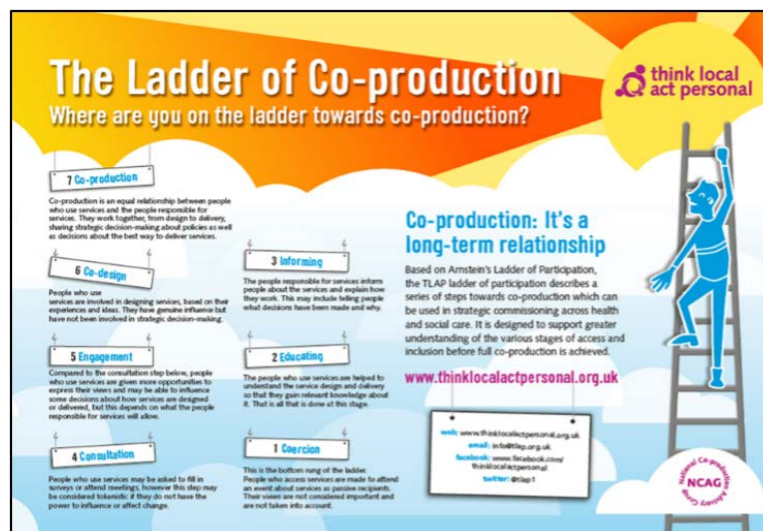 The Ladder of Co-production
Where are you on the ladder towards co-production?
think local
act personal
7 Co-production
Co-production is an equal relationship between people
who use services and the people responsible for
services. They work together, from design to delivery,
sharing strategic decision-making about policies as well
as decisions about the best way to deliver services.
6 Co-design
People who use
services are involved in designing services, based on their
experiences and ideas. They have genuine influence but
have not been involved in strategic decision-making.
5 Engagement
Compared to the consultation step below, people
who use services are given more opportunities to
express their views and may be able to influence
some decisions about how services are designed
or delivered, but this depends on what the people
responsible for services will allow.
4 Consultation
People who use services may be asked to fill in
surveys or attend meetings, however this step may
be considered tokenistic if they do not have the
power to influence or affect change.
3 Informing
The people responsible for services inform
people about the services and explain how
they work. This may include telling people
what decisions have been made and why.
2 Educating
The people who use services are helped to
understand the service design and delivery
so that they gain relevant knowledge about
it. That is all that is done at this stage.
1 Coercion
This is the bottom rung of the ladder.
People who access services are made to attend
an event about services as passive recipients.
Their views are not considered important and
are not taken into account.
Co-production: It's a
long-term relationship
Based on Arnstein's Ladder of Participation,
the TLAP ladder of participation describes a
series of steps towards co-production which can
be used in strategic commissioning across health
and social care. It is designed to support greater
understanding of the various stages of access and
inclusion before full co-production is achieved.
www.thinklocalactpersonal.org.uk
web: www.thinklocalactpersonal.org.uk
email: info@tlap.org.uk
facebook: www.facebook.com/
thinklocalactpersonal
twitter: @tlap1
National Co-production Advisory Group
NCAG